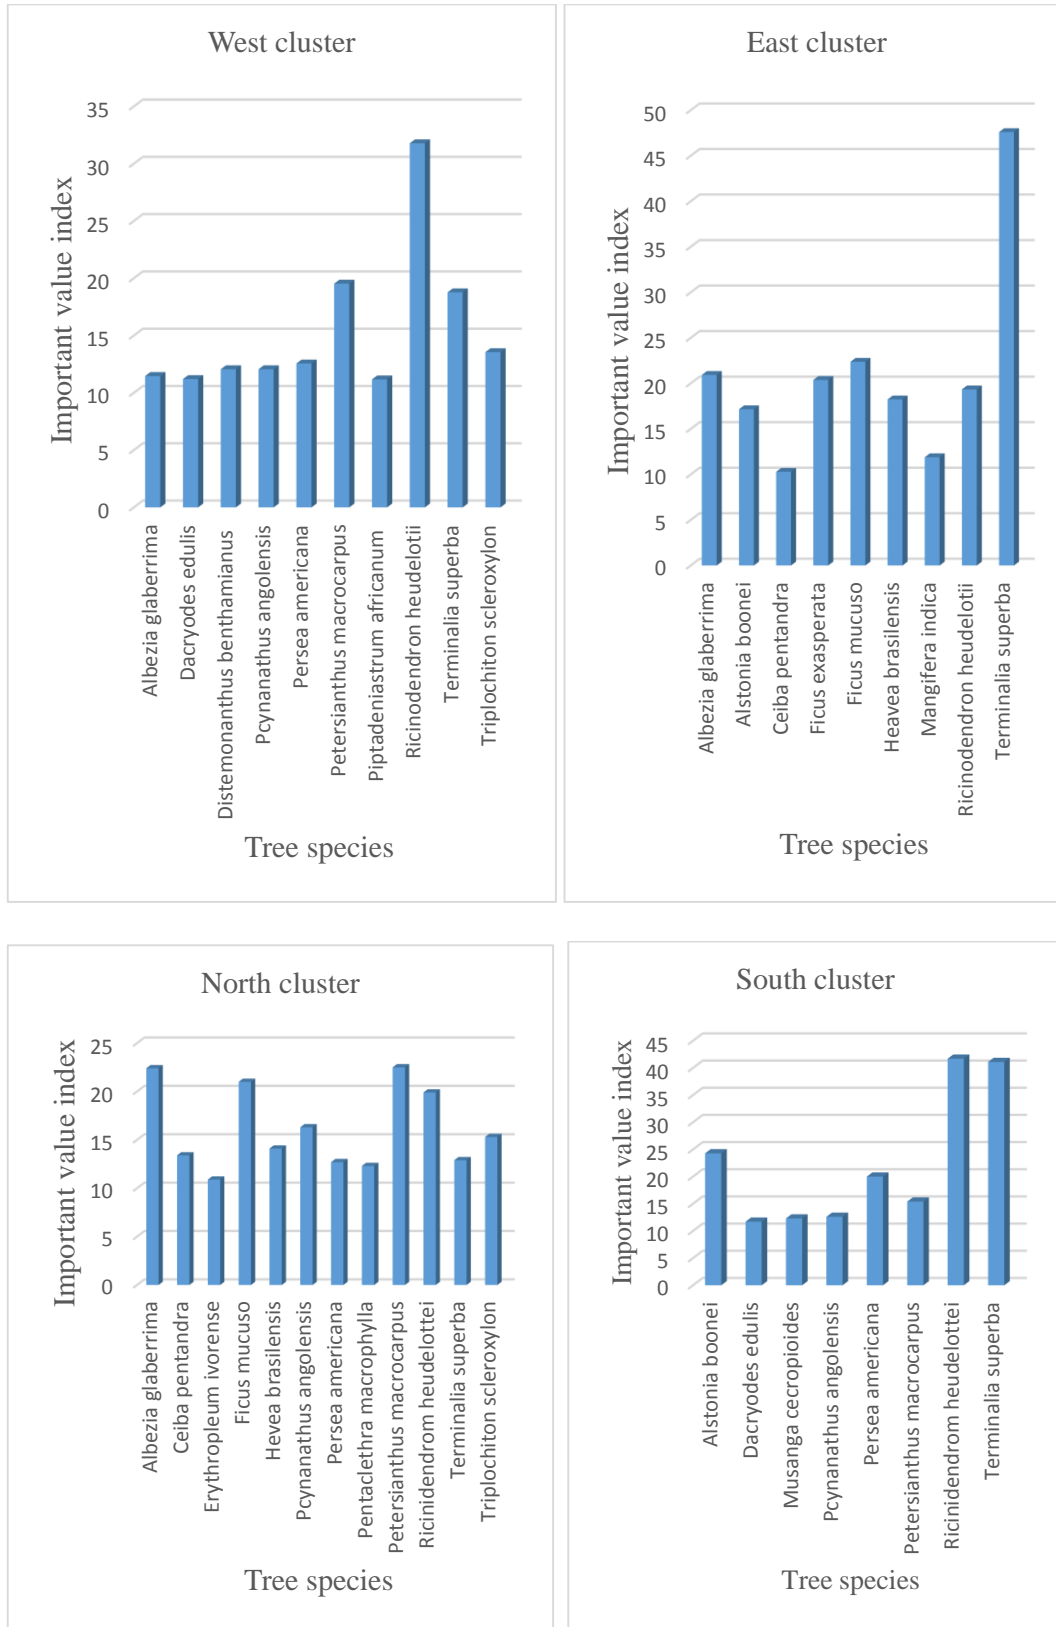 West cluster
Important value index
35
30
25
20
15
10
5
0
Albezia glaberrima
Dacryodes edulis
Distemonanthus benthamianus
Pcynanathus angolensis
Persea americana
Petersianthus macrocarpus
Piptadeniastrum africanum
Ricinodendron heudelotii
Terminalia superba
Triplochiton scleroxylon
Tree species
East cluster
Important value index
50
45
40
35
30
25
20
15
10
5
0
Albezia glaberrima
Alstonia boonei
Ceiba pentandra
Ficus exasperata
Ficus mucuso
Heavea brasilensis
Mangifera indica
Ricinodendron heudelotii
Terminalia superba
Tree species
North cluster
Important value index
25
20
15
10
5
0
Albezia glaberrima
Ceiba pentandra
Erythropleum ivorense
Ficus mucuso
Hevea brasilensis
Pcynanathus angolensis
Persea americana
Pentaclethra macrophylla
Petersianthus macrocarpus
Ricinidendrom heudelottei
Terminalia superba
Triplochiton scleroxylon
Tree species
South cluster
Important value index
45
40
35
30
25
20
15
10
5
0
Alstonia boonei
Dacryodes edulis
Musanga cecropioides
Pcynanathus angolensis
Persea americana
Petersianthus macrocarpus
Ricinidendrom heudelottei
Terminalia superba
Tree species